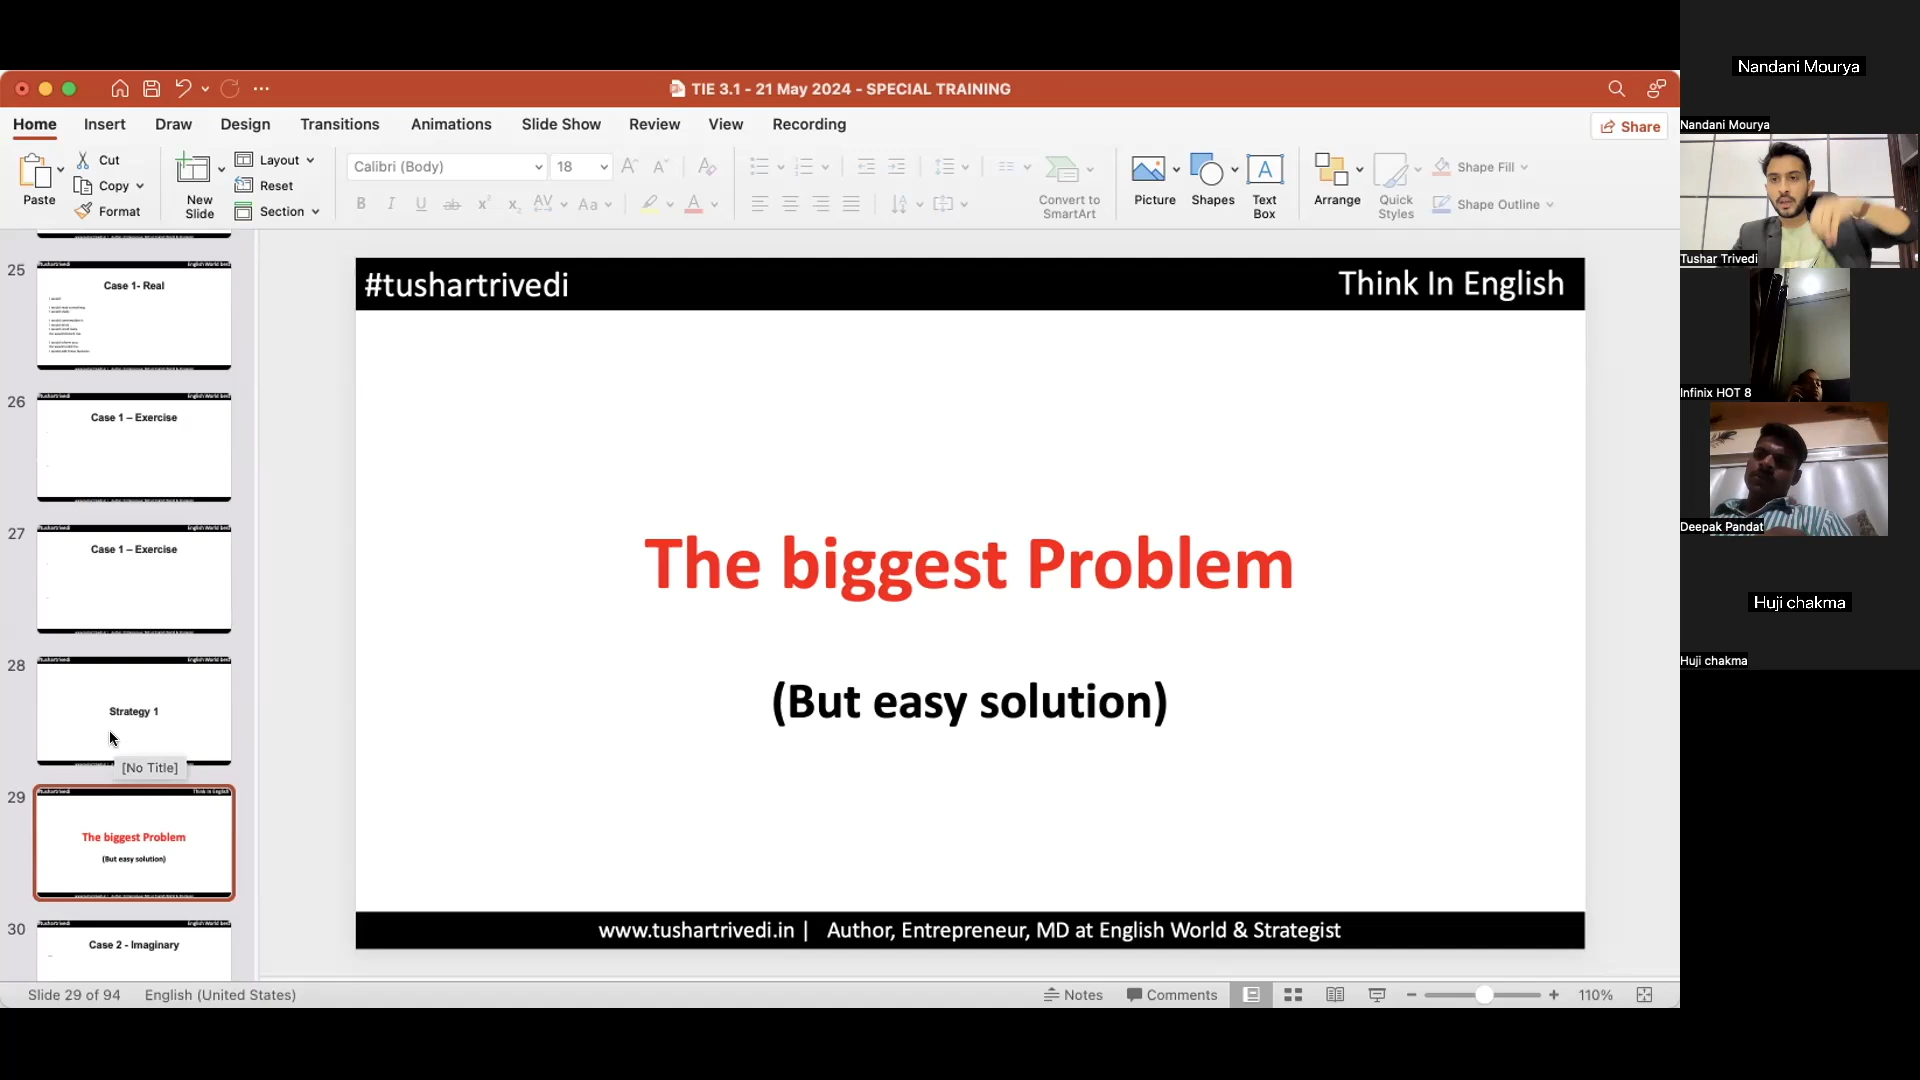 TIE 3.1 - 21 May 2024 - SPECIAL TRAINING
Home Insert Draw Design Transitions Animations Slide Show Review View Recording Share
Paste
Cut
Copy
Format
New Slide
Layout
Reset
Section
Calibri (Body) 18
Convert to SmartArt
Picture
Shapes
Text Box
Arrange
Quick Styles
Shape Fill
Shape Outline
25
Case 1- Real
26
Case 1 – Exercise
27
Case 1 – Exercise
28
Strategy 1
[No Title]
29
The biggest Problem
(But easy solution)
30
Case 2 - Imaginary
#tushartrivedi Think In English
The biggest Problem
(But easy solution)
www.tushartrivedi.in | Author, Entrepreneur, MD at English World & Strategist
Slide 29 of 94 English (United States) Notes Comments 110%
Nandani Mourya
Nandani Mourya
Tushar Trivedi
Infinix HOT 8
Deepak Pandat
Huji chakma
Huji chakma